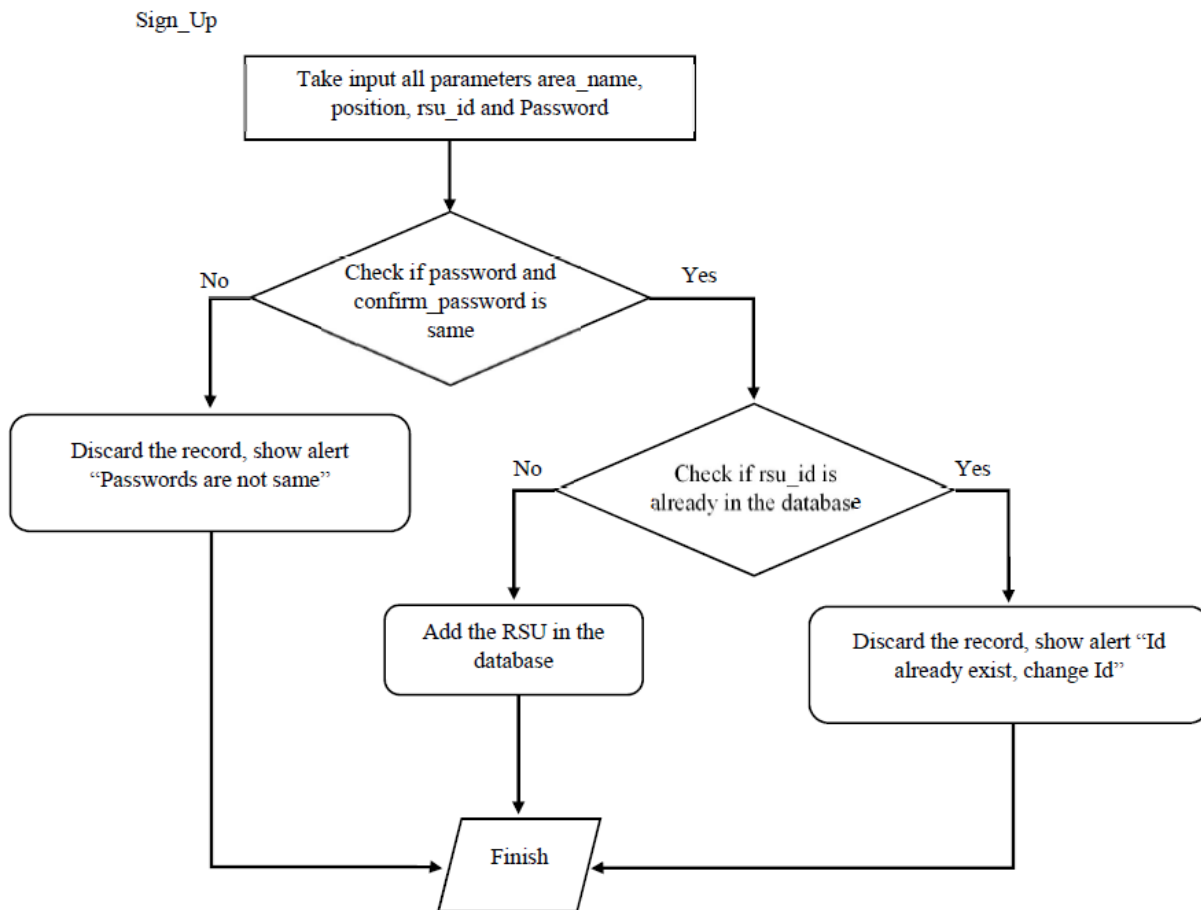 Sign_Up
Take input all parameters area_name,
position, rsu_id and Password
No
Check if password and
confirm_password is
same
Yes
Discard the record, show alert
“Passwords are not same”
No
Check if rsu_id is
already in the database
Yes
Add the RSU in the
database
Discard the record, show alert “Id
already exist, change Id”
Finish